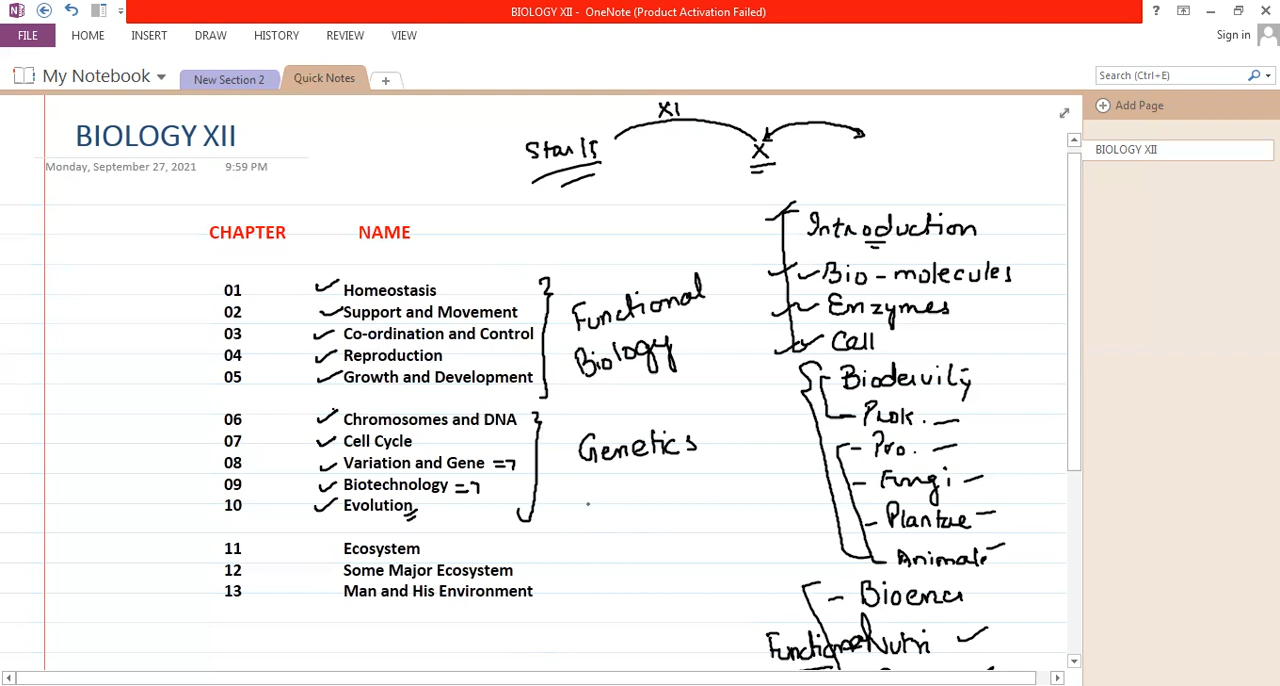 BIOLOGY XII - OneNote (Product Activation Failed)
FILE HOME INSERT DRAW HISTORY REVIEW VIEW
Sign in
My Notebook New Section 2 Quick Notes
Search (Ctrl+E)
Add Page
BIOLOGY XII
BIOLOGY XII
Monday, September 27, 2021 9:59 PM
XI
X
CHAPTER NAME
01 Homeostasis
02 Support and Movement
03 Co-ordination and Control
04 Reproduction
05 Growth and Development
Functional
Biology
06 Chromosomes and DNA
07 Cell Cycle
08 Variation and Gene =7
09 Biotechnology =7
10 Evolution
Genetics
11 Ecosystem
12 Some Major Ecosystem
13 Man and His Environment
Introduction
Bio-molecules
Enzymes
Cell
Biodervity
Prok.
Pro.
Fungi
Plantae
Bioener
Functional Nutri